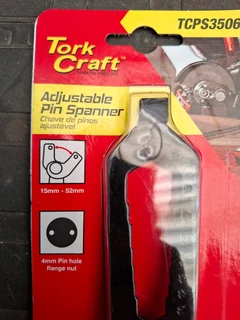 TCPS3506
Tork
Craft
Adjustable
Pin Spanner
Chave de pinos
ajustável
15mm - 52mm
4mm Pin hole
flange nut